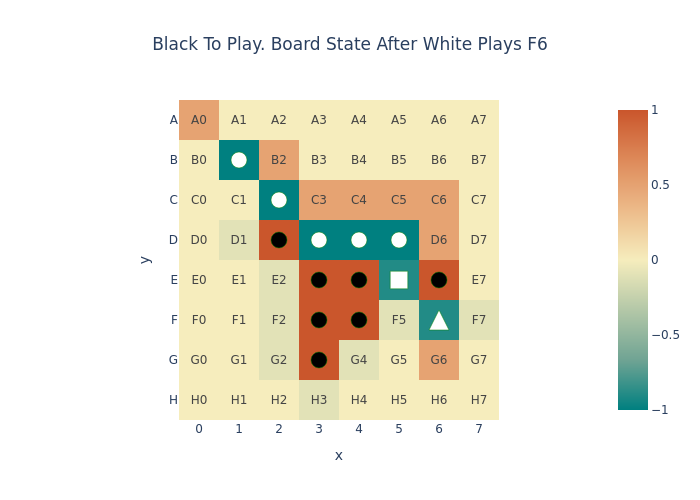 Black To Play. Board State After White Plays F6
A A0 A1 A2 A3 A4 A5 A6 A7
B B0 B2 B3 B4 B5 B6 B7
C C0 C1 C3 C4 C5 C6 C7
D D0 D1 D6 D7
E E0 E1 E2 E7
F F0 F1 F2 F5 F7
G G0 G1 G2 G4 G5 G6 G7
H H0 H1 H2 H3 H4 H5 H6 H7
0 1 2 3 4 5 6 7
x
y
1
0.5
0
−0.5
−1